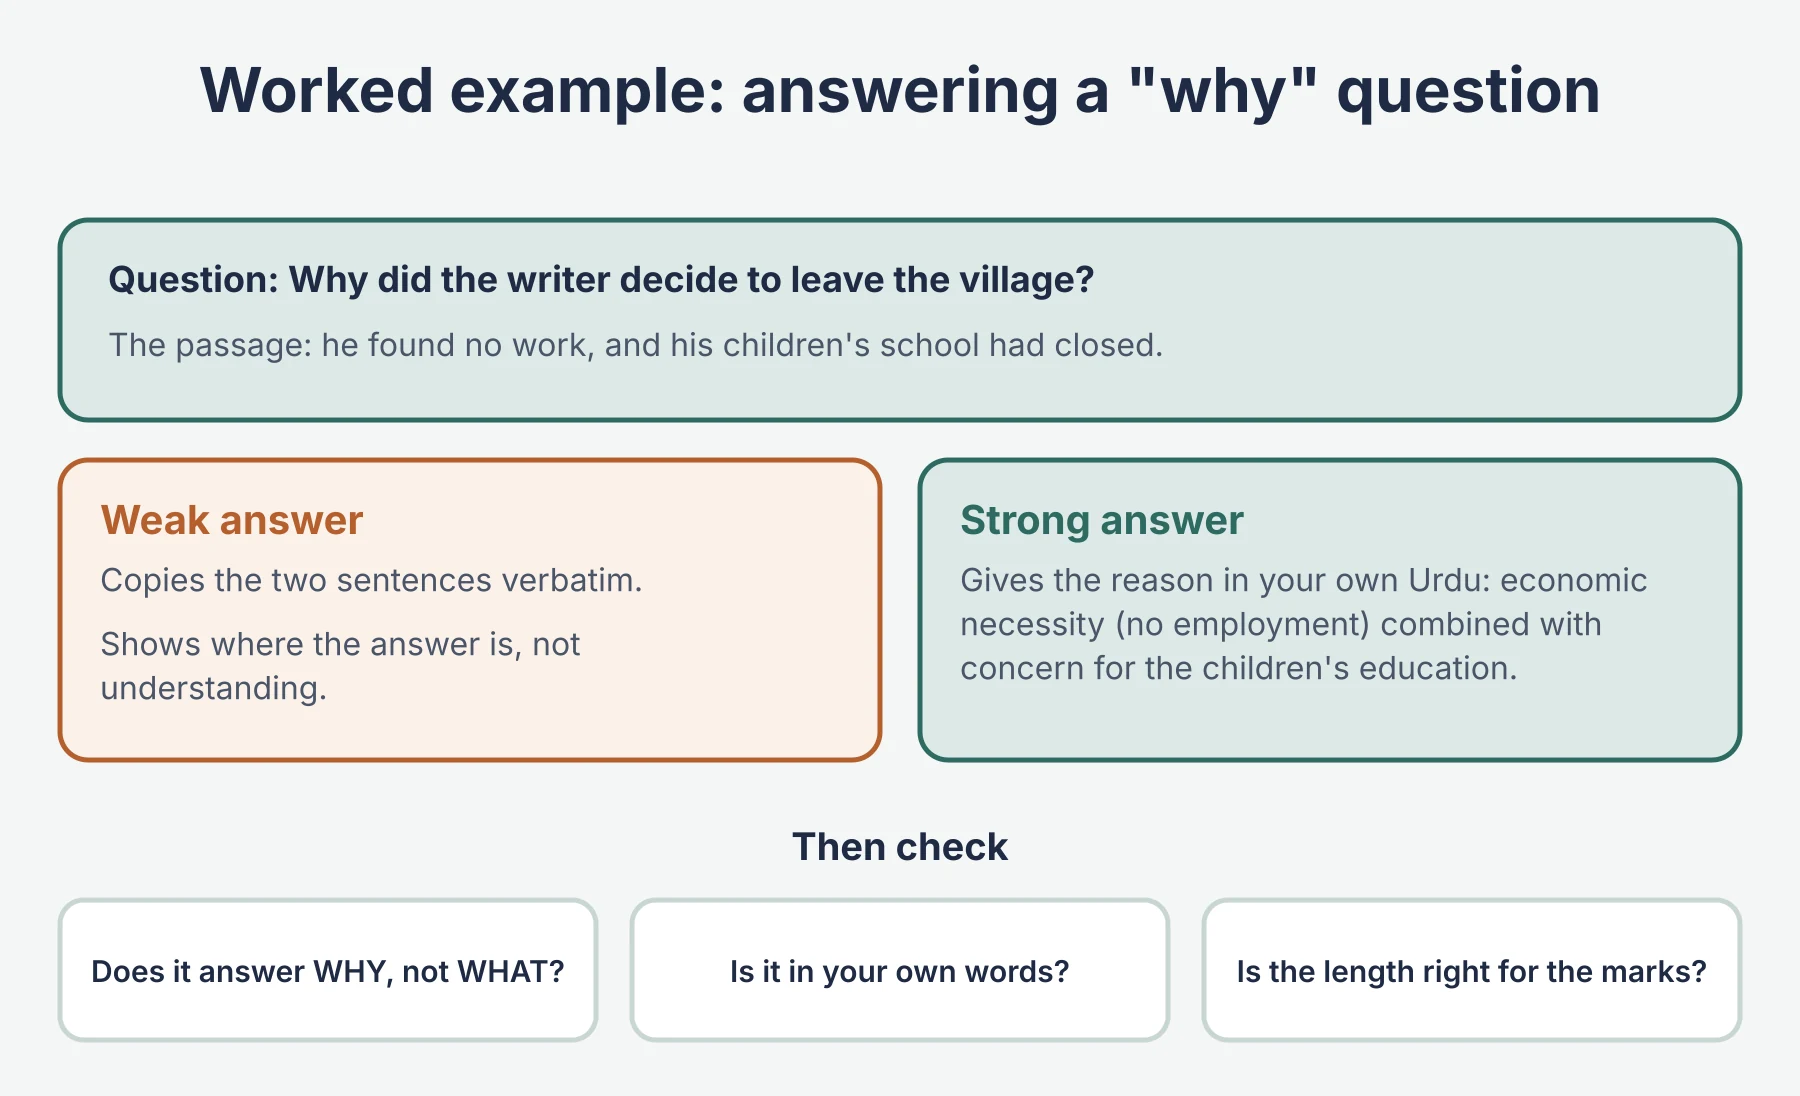 Worked example: answering a "why" question
Question: Why did the writer decide to leave the village?
The passage: he found no work, and his children's school had closed.
Weak answer
Copies the two sentences verbatim.
Shows where the answer is, not
understanding.
Strong answer
Gives the reason in your own Urdu: economic
necessity (no employment) combined with
concern for the children's education.
Then check
Does it answer WHY, not WHAT?
Is it in your own words?
Is the length right for the marks?